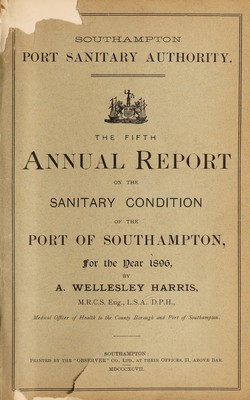 SOUTHAMPTON
PORT SANITARY AUTHORITY.
THE FIFTH
ANNUAL REPORT
ON THE
SANITARY CONDITION
OF THE
PORT OF SOUTHAMPTON,
For the Year 1896,
BY
A. WELLESLEY HARRIS,
M.R.C.S. Eng., L.S.A. D.P.H.,
Medical Officer of Health to the County Borough and Port of Southampton.
SOUTHAMPTON:
PRINTED BY THE "OBSERVER" CO., LTD., AT THEIR OFFICES, 51, ABOVE BAR.
MDCCCXCVII.